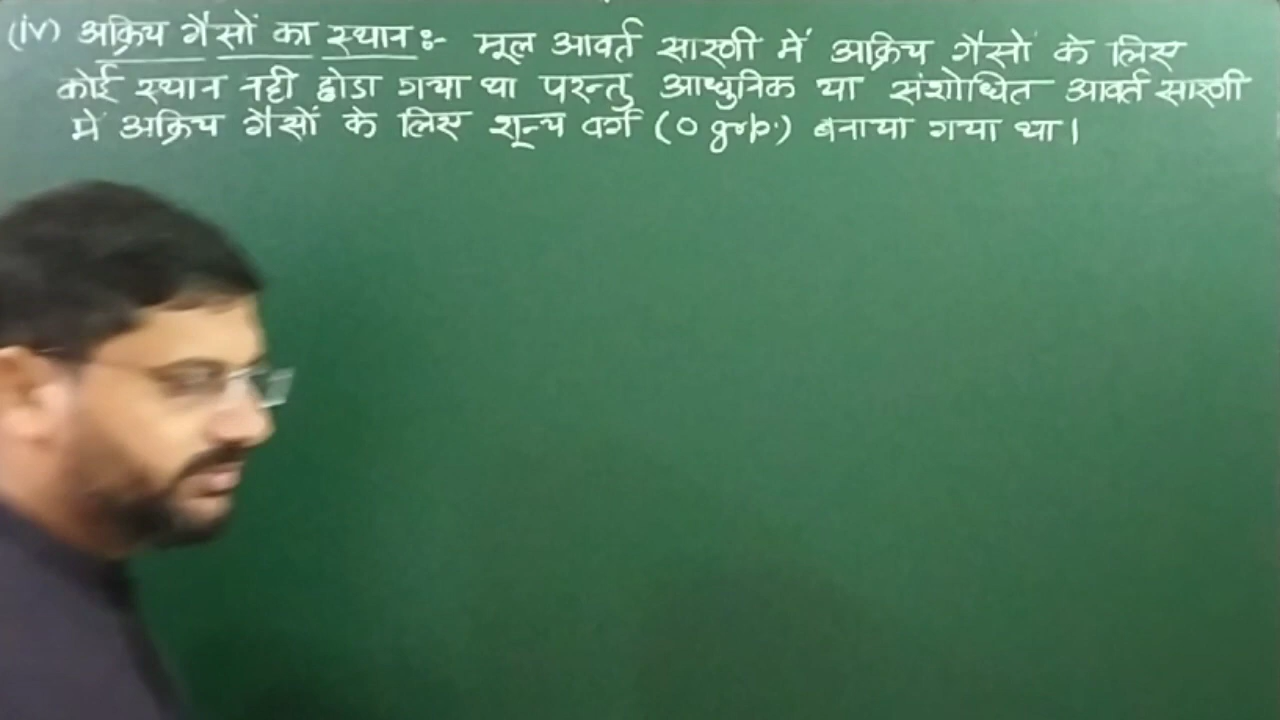 (iv) अक्रिय गैसों का स्थान :- मूल आवर्त सारणी में अक्रिय गैसों के लिए
कोई स्थान नही छोडा गया था परन्तु आधुनिक या संशोधित आवर्त सारणी
में अक्रिय गैसों के लिए शून्य वर्ग (0 grp.) बनाया गया था।